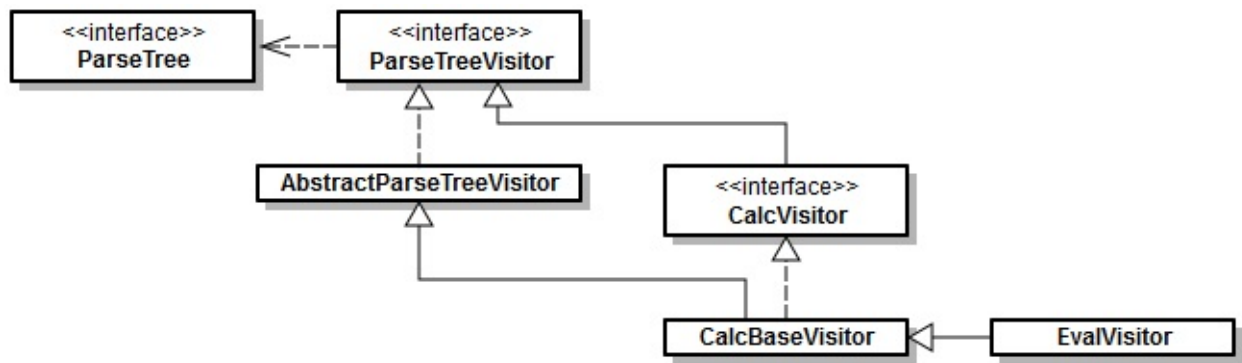 <<interface>>
ParseTree
<<interface>>
ParseTreeVisitor
AbstractParseTreeVisitor
<<interface>>
CalcVisitor
CalcBaseVisitor
EvalVisitor